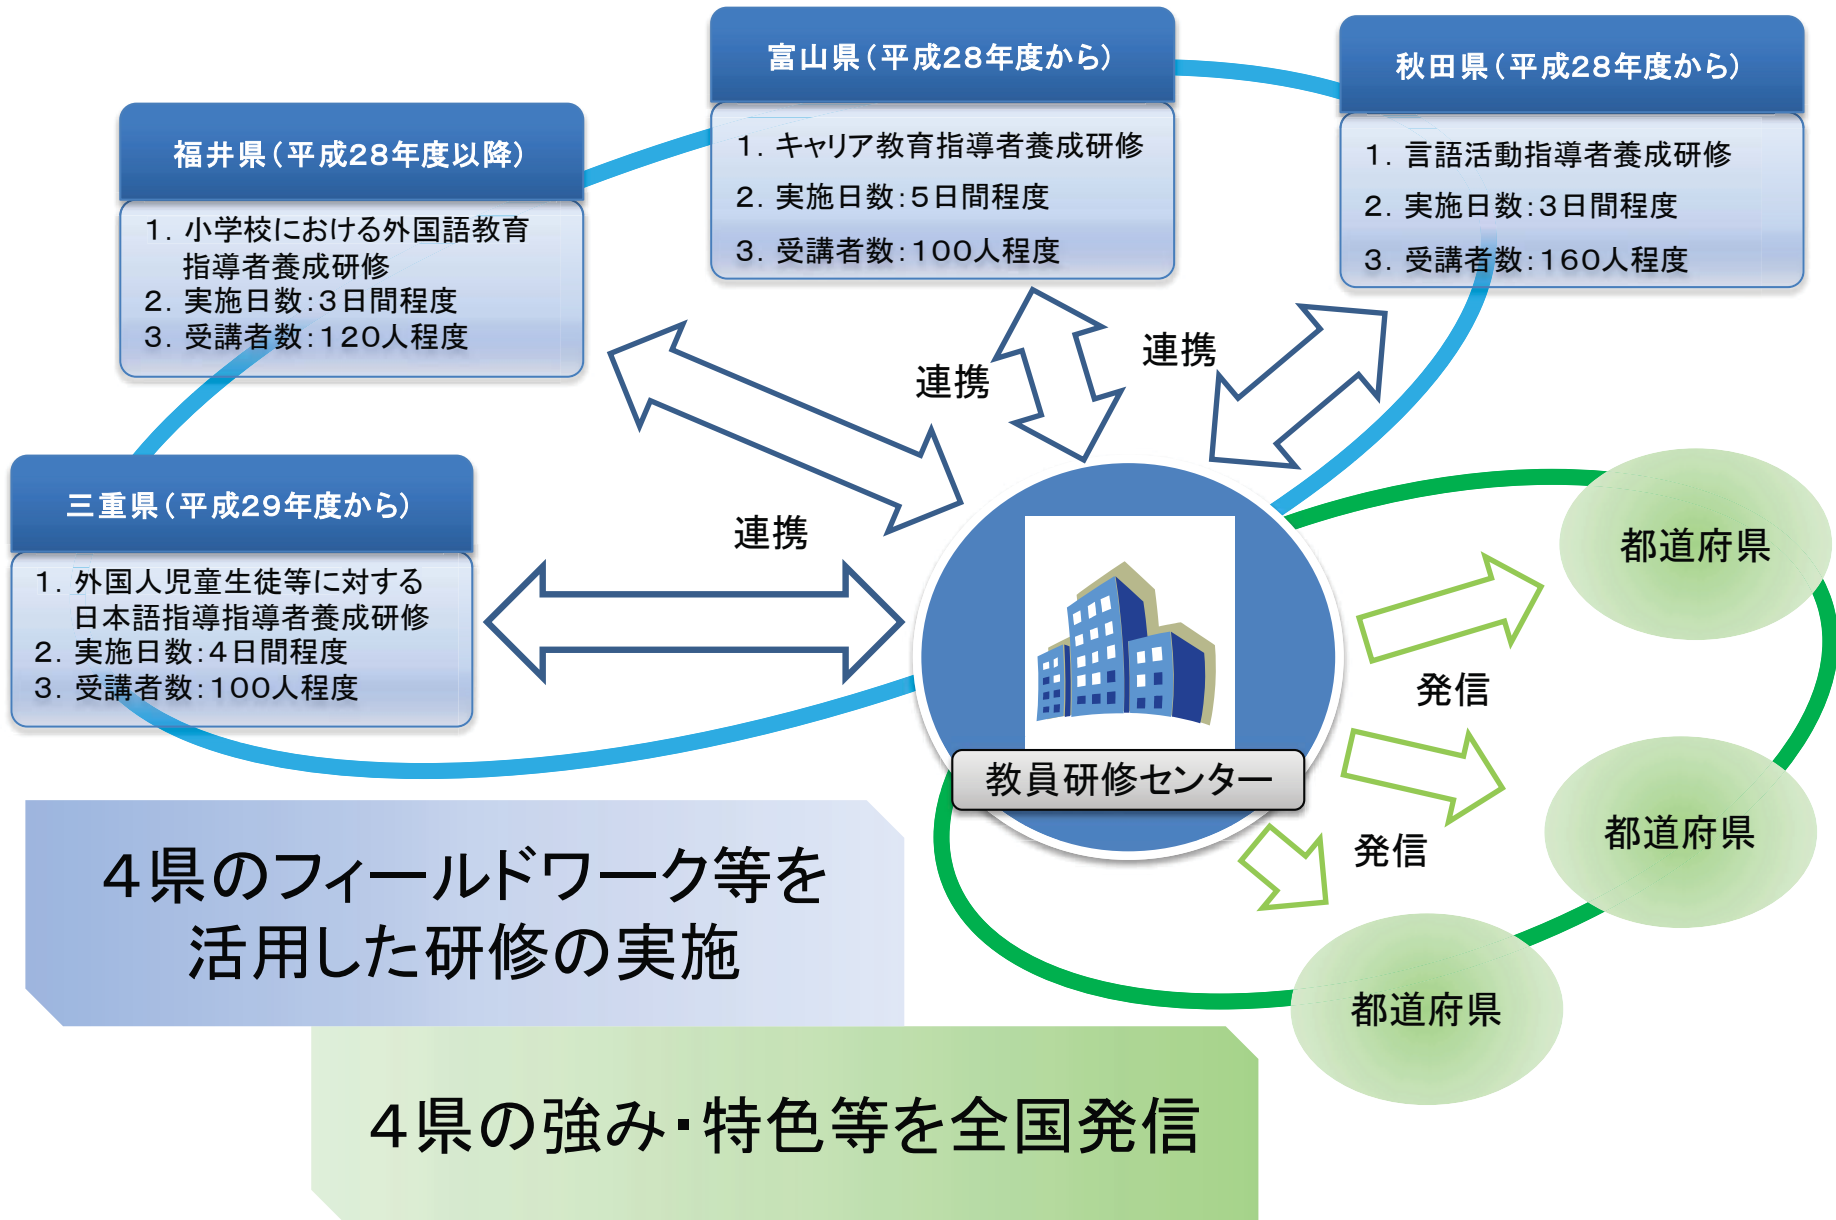 富山県(平成28年度から)
1. キャリア教育指導者養成研修
2. 実施日数:5日間程度
3. 受講者数:100人程度
秋田県(平成28年度から)
1. 言語活動指導者養成研修
2. 実施日数:3日間程度
3. 受講者数:160人程度
福井県(平成28年度以降)
1. 小学校における外国語教育
指導者養成研修
2. 実施日数:3日間程度
3. 受講者数:120人程度
三重県(平成29年度から)
1. 外国人児童生徒等に対する
日本語指導指導者養成研修
2. 実施日数:4日間程度
3. 受講者数:100人程度
連携
連携
連携
連携
教員研修センター
都道府県
発信
都道府県
発信
都道府県
4県のフィールドワーク等を
活用した研修の実施
4県の強み・特色等を全国発信